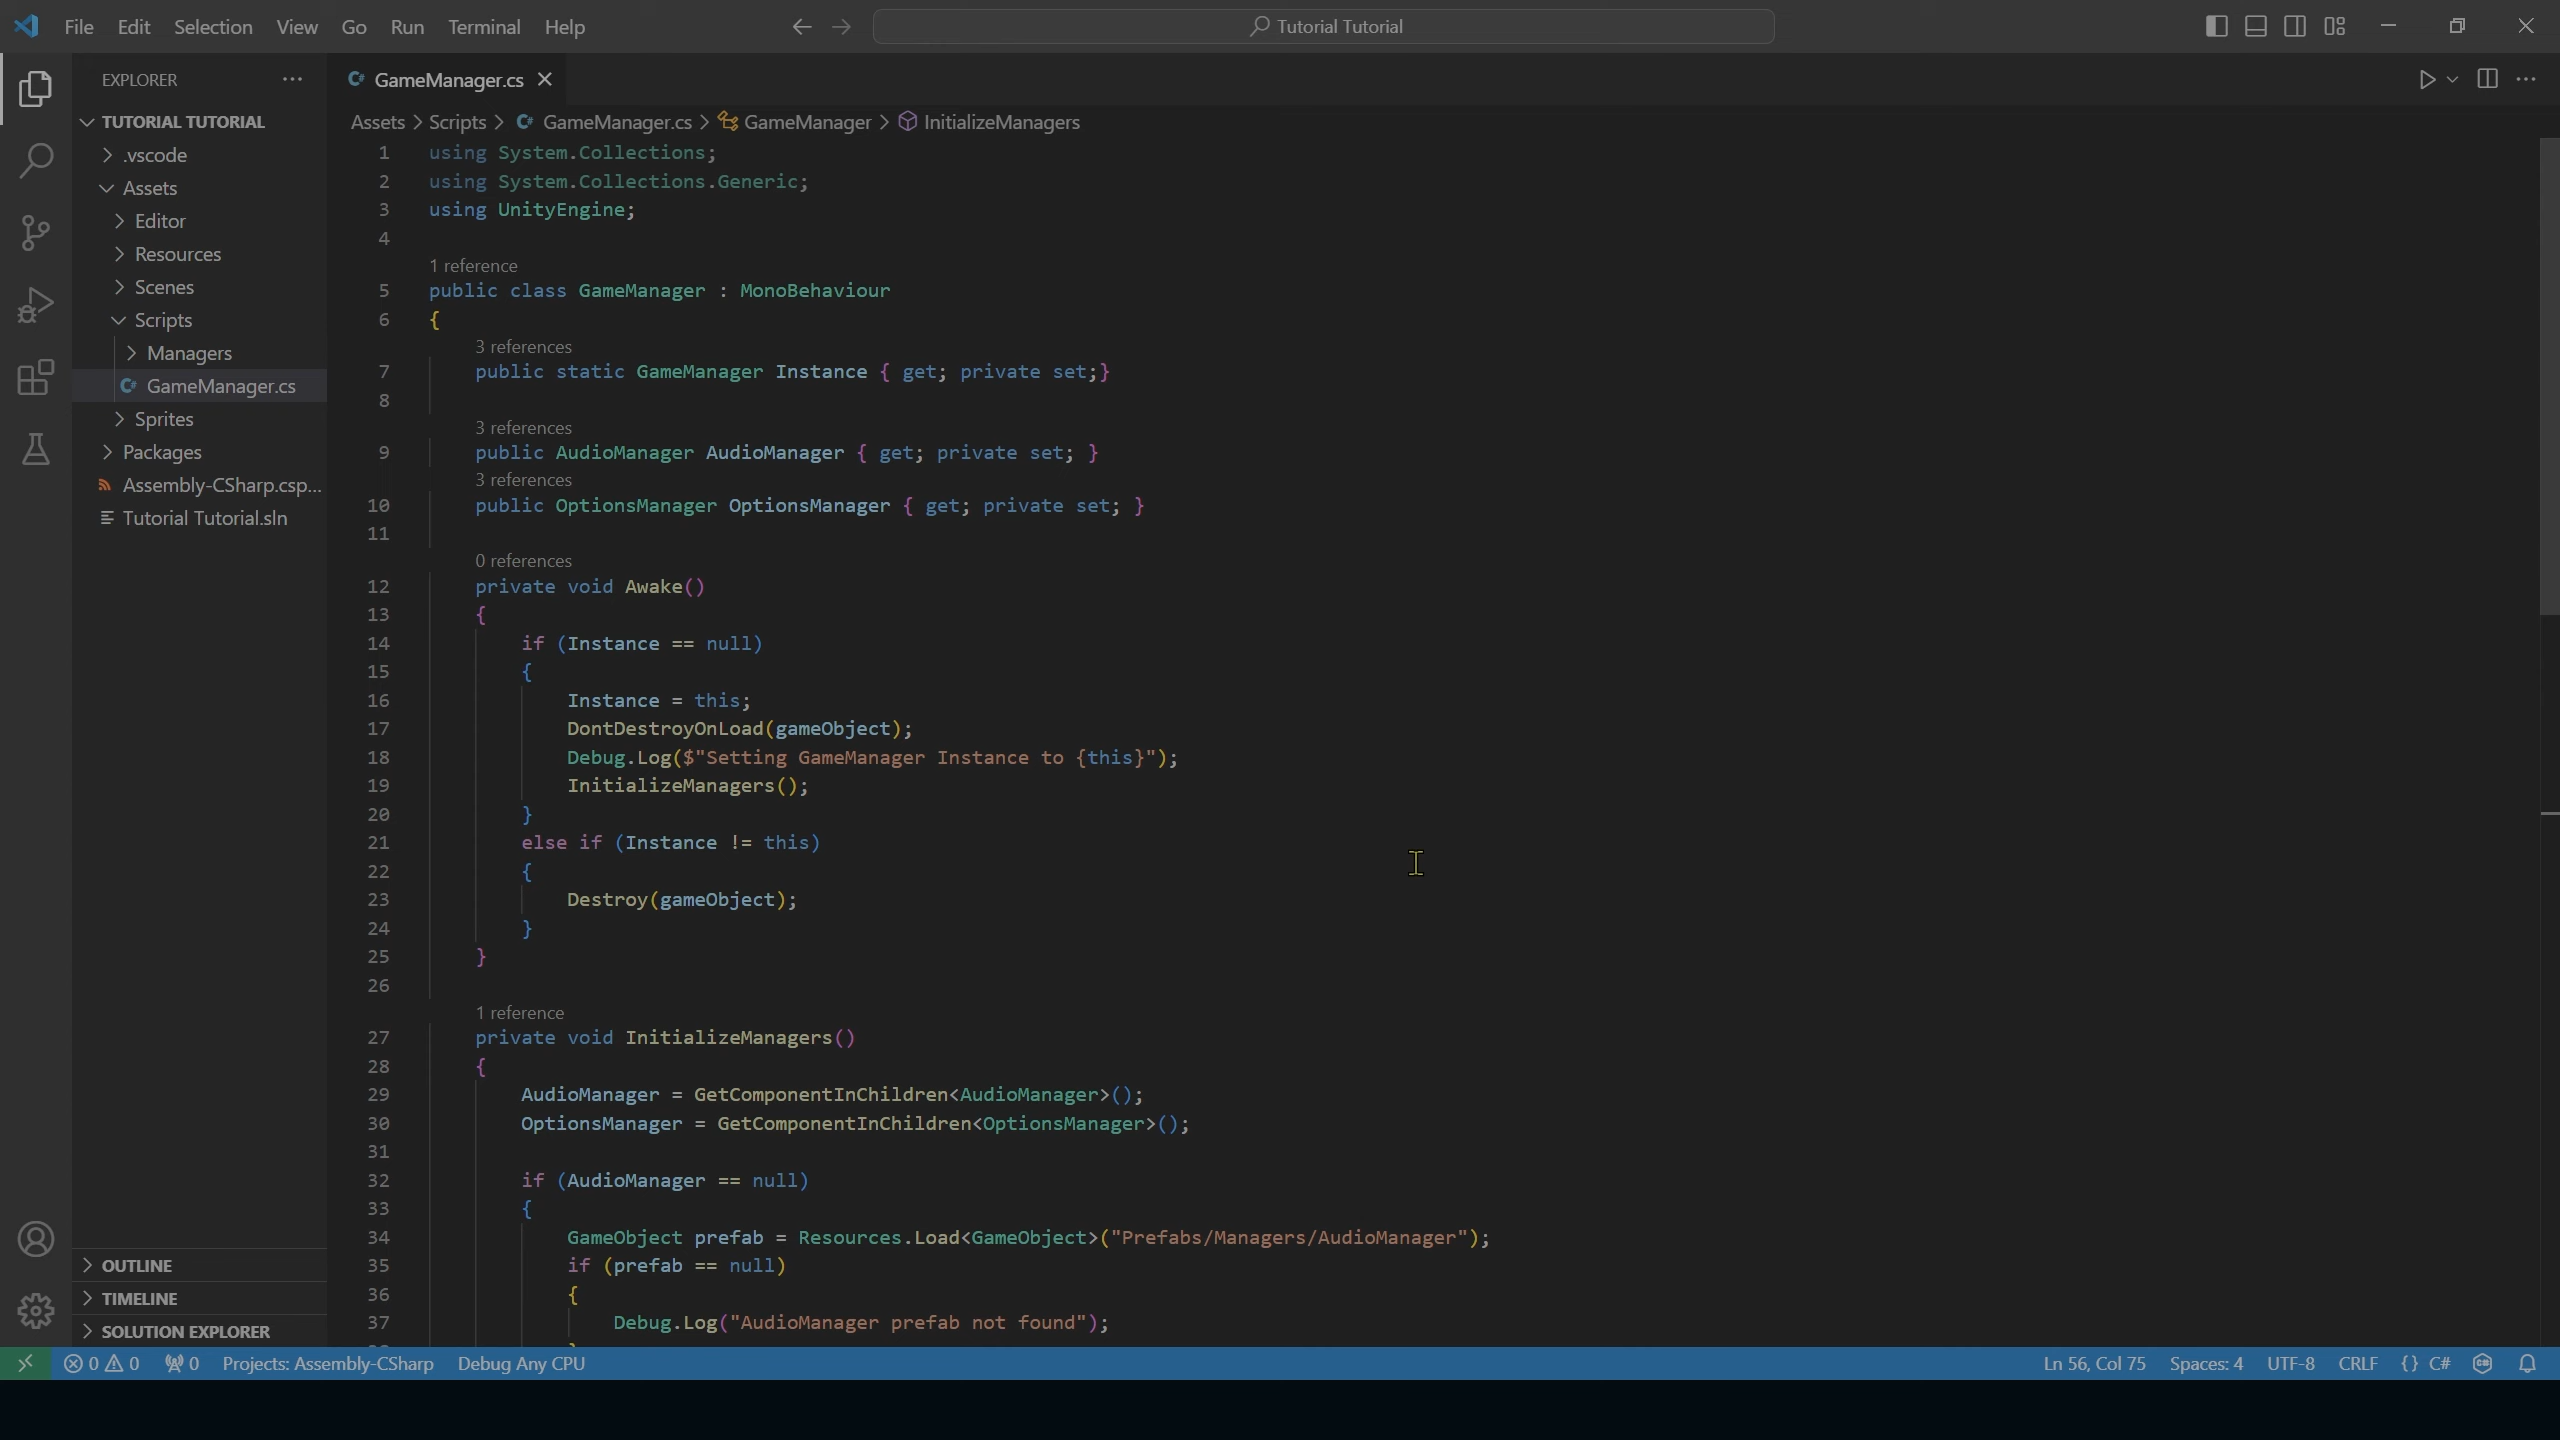 File Edit Selection View Go Run Terminal Help
Tutorial Tutorial
EXPLORER
TUTORIAL TUTORIAL
.vscode
Assets
Editor
Resources
Scenes
Scripts
Managers
GameManager.cs
Sprites
Packages
Assembly-CSharp.csp...
Tutorial Tutorial.sln
OUTLINE
TIMELINE
SOLUTION EXPLORER
GameManager.cs
Assets > Scripts > GameManager.cs > GameManager > InitializeManagers
1 using System.Collections;
2 using System.Collections.Generic;
3 using UnityEngine;
4
1 reference
5 public class GameManager : MonoBehaviour
6 {
3 references
7 public static GameManager Instance { get; private set;}
8
3 references
9 public AudioManager AudioManager { get; private set; }
3 references
10 public OptionsManager OptionsManager { get; private set; }
11
0 references
12 private void Awake()
13 {
14 if (Instance == null)
15 {
16 Instance = this;
17 DontDestroyOnLoad(gameObject);
18 Debug.Log($"Setting GameManager Instance to {this}");
19 InitializeManagers();
20 }
21 else if (Instance != this)
22 {
23 Destroy(gameObject);
24 }
25 }
26
1 reference
27 private void InitializeManagers()
28 {
29 AudioManager = GetComponentInChildren<AudioManager>();
30 OptionsManager = GetComponentInChildren<OptionsManager>();
31
32 if (AudioManager == null)
33 {
34 GameObject prefab = Resources.Load<GameObject>("Prefabs/Managers/AudioManager");
35 if (prefab == null)
36 {
37 Debug.Log("AudioManager prefab not found");
0 0 0 Projects: Assembly-CSharp Debug Any CPU Ln 56, Col 75 Spaces: 4 UTF-8 CRLF {} C#